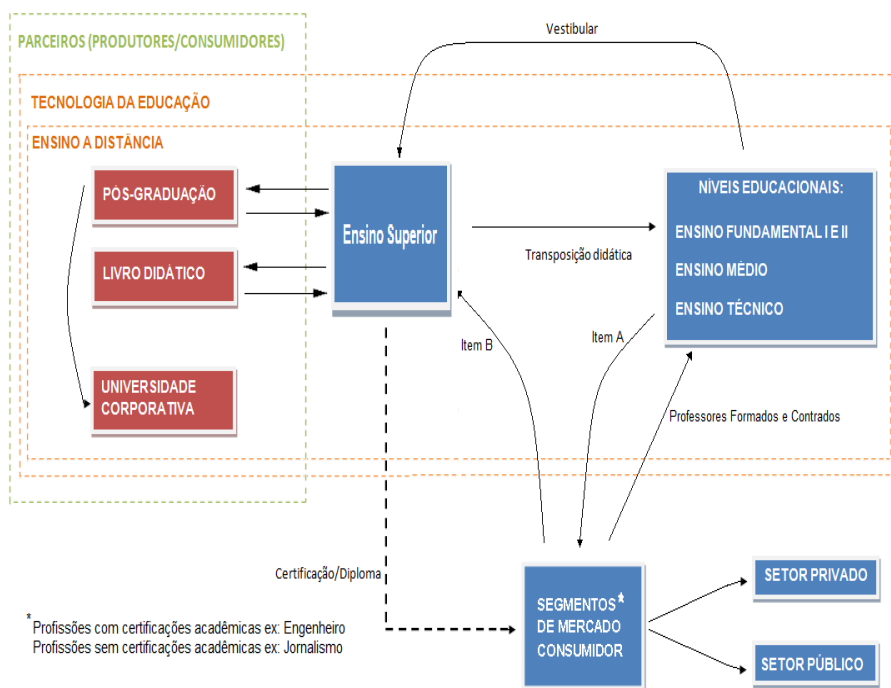 Vestibular
PARCEIROS (PRODUTORES/CONSUMIDORES)
TECNOLOGIA DA EDUCAÇÃO
ENSINO A DISTÂNCIA
PÓS-GRADUAÇÃO
LIVRO DIDÁTICO
UNIVERSIDADE
CORPORATIVA
Ensino Superior
Transposição didática
NÍVEIS EDUCACIONAIS:
ENSINO FUNDAMENTAL I E II
ENSINO MÉDIO
ENSINO TÉCNICO
Item B
Item A
Professores Formados e Contrados
Certificação/Diploma
SEGMENTOS*
DE MERCADO
CONSUMIDOR
SETOR PRIVADO
SETOR PÚBLICO
*Profissões com certificações acadêmicas ex: Engenheiro
Profissões sem certificações acadêmicas ex: Jornalismo